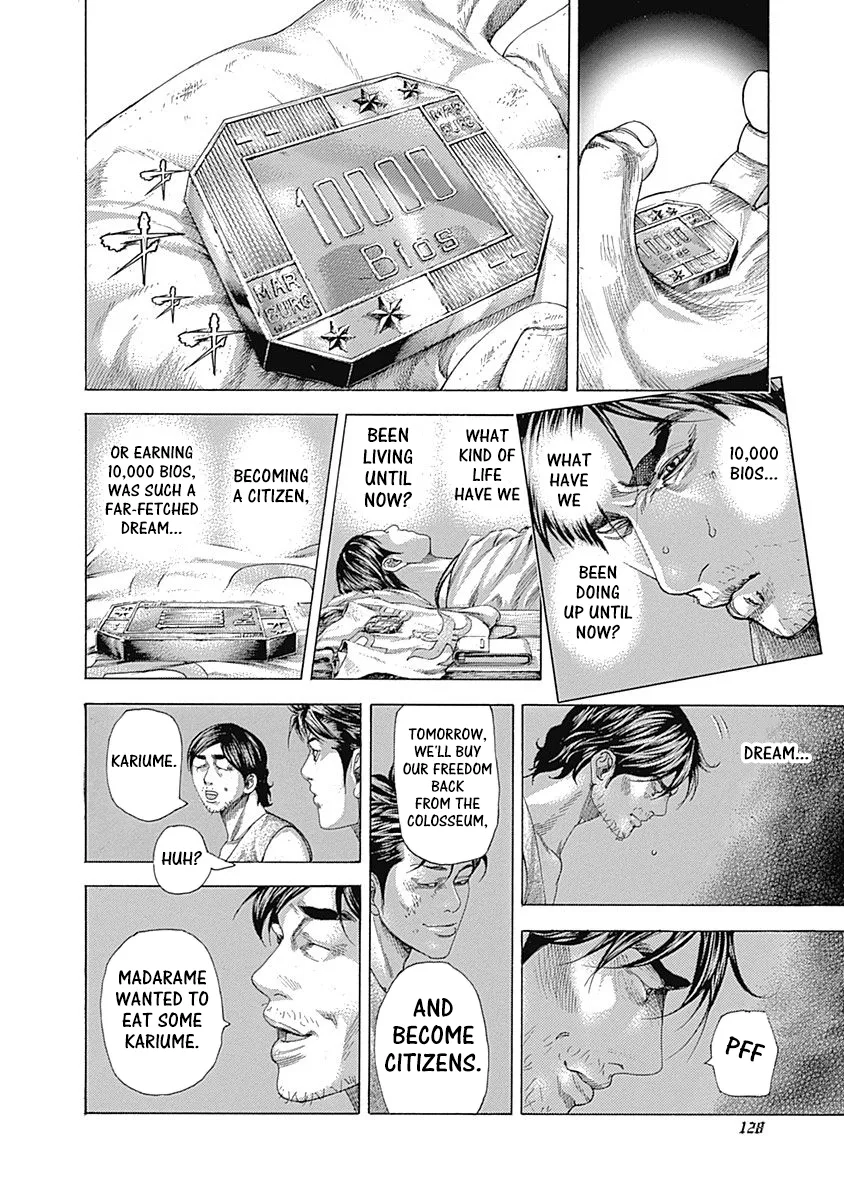 1000
Bios
10000
Bios
MAR
BURG
MAR
BURG
10,000
BIOS...
WHAT
HAVE
WE
BEEN
DOING
UP UNTIL
NOW?
WHAT
KIND OF
LIFE
HAVE WE
BEEN
LIVING
UNTIL
NOW?
BECOMING
A CITIZEN,
OR EARNING
10,000 BIOS,
WAS SUCH A
FAR-FETCHED
DREAM...
DREAM...
PFF
TOMORROW,
WE'LL BUY
OUR FREEDOM
BACK
FROM THE
COLOSSEUM,
AND
BECOME
CITIZENS.
KARIUME.
HUH?
MADARAME
WANTED TO
EAT SOME
KARIUME.
128